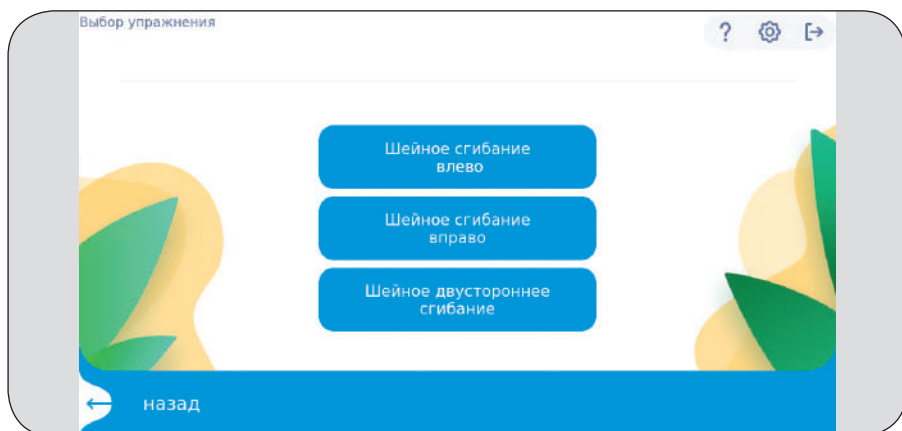 Выбор упражнения
?
Шейное сгибание
влево
Шейное сгибание
вправо
Шейное двустороннее
сгибание
назад